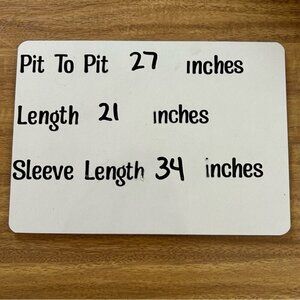 Pit To Pit 27 inches
Length 21 inches
Sleeve Length 34 inches